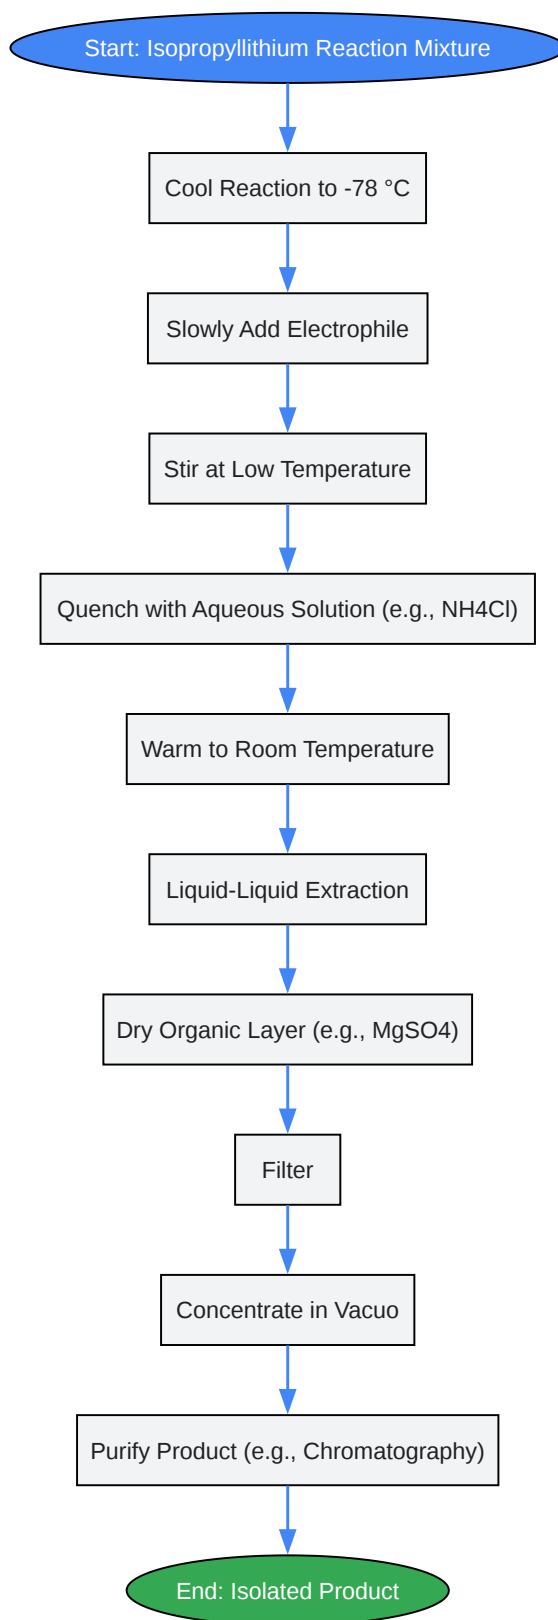 Start: Isopropyllithium Reaction Mixture
Cool Reaction to -78 °C
Slowly Add Electrophile
Stir at Low Temperature
Quench with Aqueous Solution (e.g., NH4Cl)
Warm to Room Temperature
Liquid-Liquid Extraction
Dry Organic Layer (e.g., MgSO4)
Filter
Concentrate in Vacuo
Purify Product (e.g., Chromatography)
End: Isolated Product